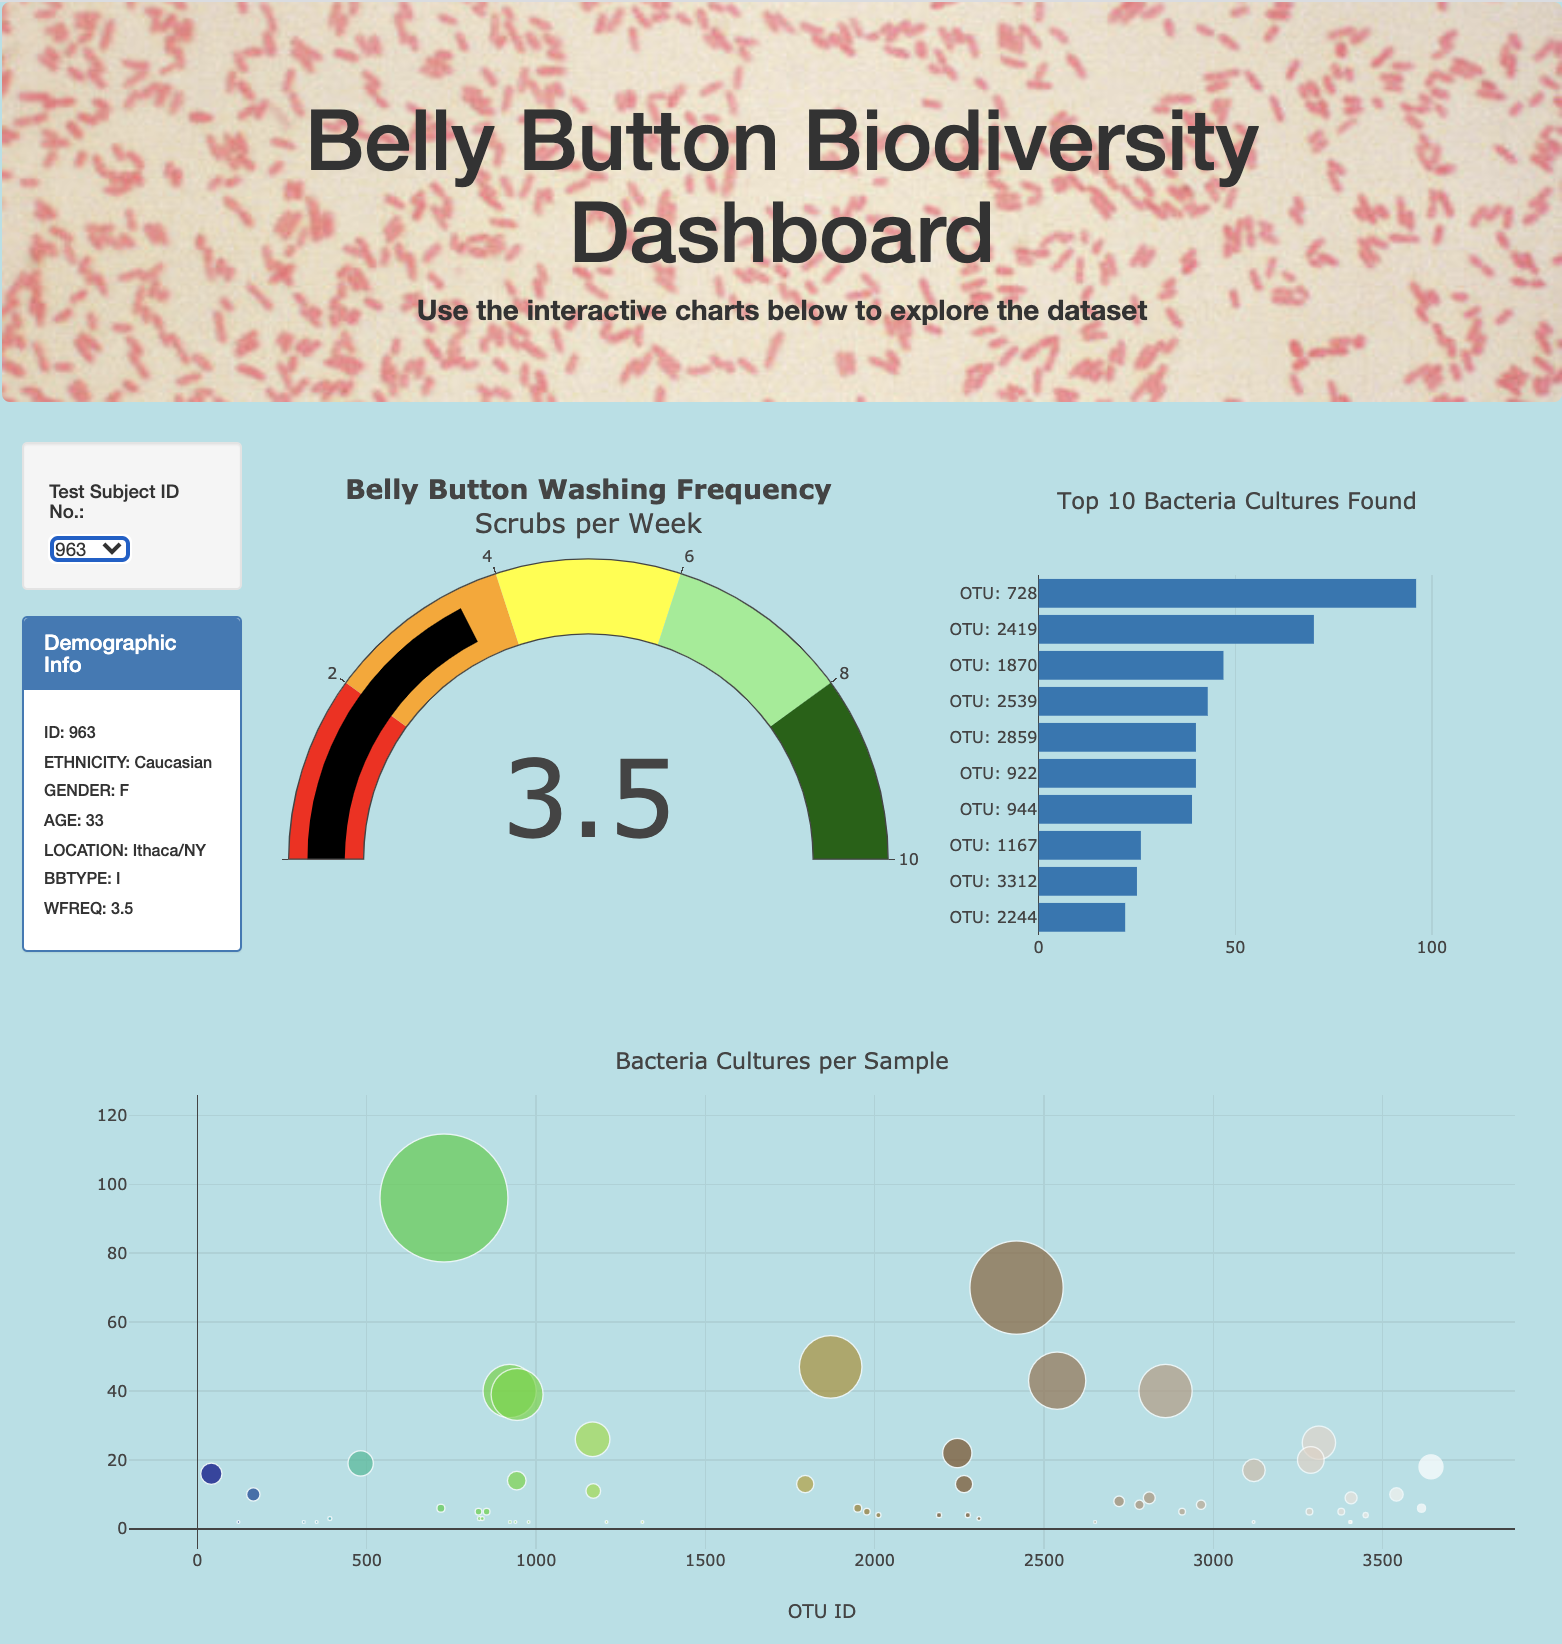 Belly Button Biodiversity
Dashboard
Use the interactive charts below to explore the dataset
Test Subject ID
No.:
963
Demographic
Info
ID: 963
ETHNICITY: Caucasian
GENDER: F
AGE: 33
LOCATION: Ithaca/NY
BBTYPE: I
WFREQ: 3.5
Belly Button Washing Frequency
Scrubs per Week
4
6
2
8
10
3.5
Top 10 Bacteria Cultures Found
OTU: 728
OTU: 2419
OTU: 1870
OTU: 2539
OTU: 2859
OTU: 922
OTU: 944
OTU: 1167
OTU: 3312
OTU: 2244
0 50 100
Bacteria Cultures per Sample
120
100
80
60
40
20
0
0 500 1000 1500 2000 2500 3000 3500
OTU ID